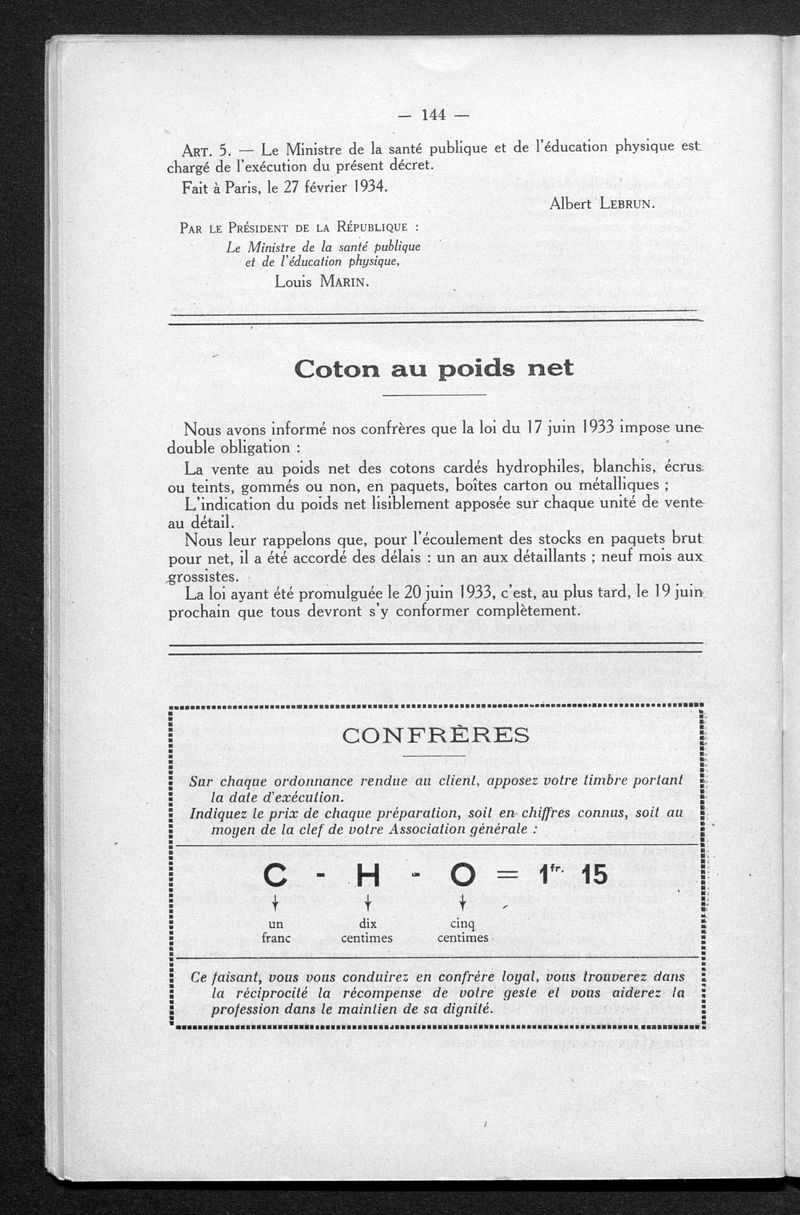 — 144 —
ART. 5. — Le Ministre de la santé publique et de l'éducation physique est
chargé de l'exécution du présent décret.
Fait à Paris, le 27 février 1934.
Albert LEBRUN.
PAR LE PRÉSIDENT DE LA RÉPUBLIQUE :
Le Ministre de la santé publique
et de l'éducation physique,
Louis MARIN.
Coton au poids net
Nous avons informé nos confrères que la loi du 17 juin 1933 impose une
double obligation :
La vente au poids net des cotons cardés hydrophiles, blanchis, écrus
ou teints, gommés ou non, en paquets, boîtes carton ou métalliques ;
L'indication du poids net lisiblement apposée sur chaque unité de vente
au détail.
Nous leur rappelons que, pour l'écoulement des stocks en paquets brut
pour net, il a été accordé des délais : un an aux détaillants ; neuf mois aux
grossistes.
La loi ayant été promulguée le 20 juin 1933, c'est, au plus tard, le 19 juin
prochain que tous devront s'y conformer complètement.
CONFRÈRES
Sur chaque ordonnance rendue au client, apposez votre timbre portant
la date d'exécution.
Indiquez le prix de chaque préparation, soit en chiffres connus, soit au
moyen de la clef de votre Association générale :
C - H - O = 1fr. 15
un dix cinq
franc centimes centimes
Ce faisant, vous vous conduirez en confrère loyal, vous trouverez dans
la réciprocité la récompense de votre geste et vous aiderez la
profession dans le maintien de sa dignité.